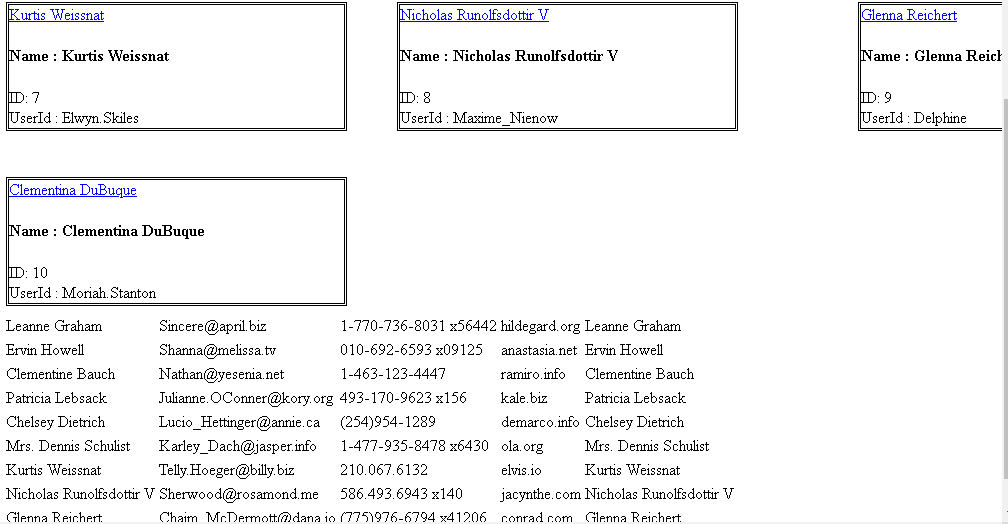 Kurtis Weissnat
Name : Kurtis Weissnat
ID: 7
UserId : Elwyn.Skiles
Nicholas Runolfsdottir V
Name : Nicholas Runolfsdottir V
ID: 8
UserId : Maxime_Nienow
Glenna Reichert
Name : Glenna Reich
ID: 9
UserId : Delphine
Clementina DuBuque
Name : Clementina DuBuque
ID: 10
UserId : Moriah.Stanton
Leanne Graham Sincere@april.biz 1-770-736-8031 x56442 hildegard.org Leanne Graham
Ervin Howell Shanna@melissa.tv 010-692-6593 x09125 anastasia.net Ervin Howell
Clementine Bauch Nathan@yesenia.net 1-463-123-4447 ramiro.info Clementine Bauch
Patricia Lebsack Julianne.OConner@kory.org 493-170-9623 x156 kale.biz Patricia Lebsack
Chelsey Dietrich Lucio_Hettinger@annie.ca (254)954-1289 demarco.info Chelsey Dietrich
Mrs. Dennis Schulist Karley_Dach@jasper.info 1-477-935-8478 x6430 ola.org Mrs. Dennis Schulist
Kurtis Weissnat Telly.Hoeger@billy.biz 210.067.6132 elvis.io Kurtis Weissnat
Nicholas Runolfsdottir V Sherwood@rosamond.me 586.493.6943 x140 jacynthe.com Nicholas Runolfsdottir V
Glenna Reichert Chaim_McDermott@dana.io (775)976-6794 x41206 conrad.com Glenna Reichert